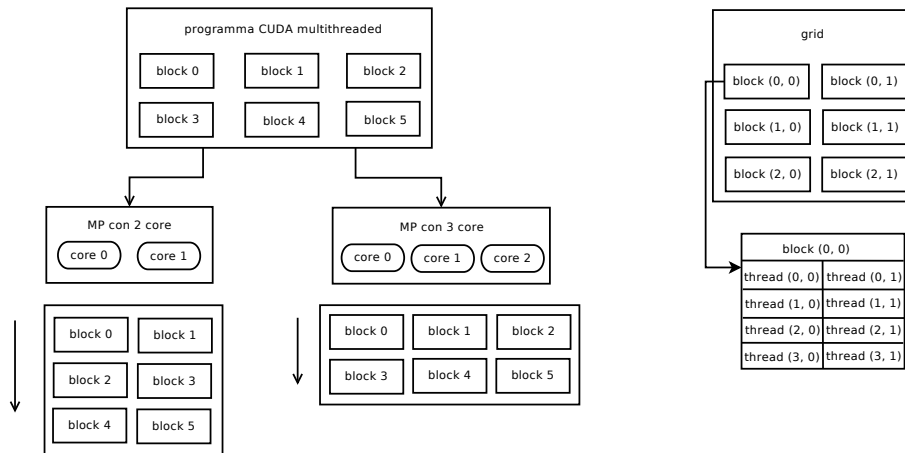 programma CUDA multithreaded
block 0 block 1 block 2
block 3 block 4 block 5
MP con 2 core
core 0 core 1
MP con 3 core
core 0 core 1 core 2
block 0 block 1
block 2 block 3
block 4 block 5
block 0 block 1 block 2
block 3 block 4 block 5
grid
block (0, 0) block (0, 1)
block (1, 0) block (1, 1)
block (2, 0) block (2, 1)
block (0, 0)
thread (0, 0) thread (0, 1)
thread (1, 0) thread (1, 1)
thread (2, 0) thread (2, 1)
thread (3, 0) thread (3, 1)